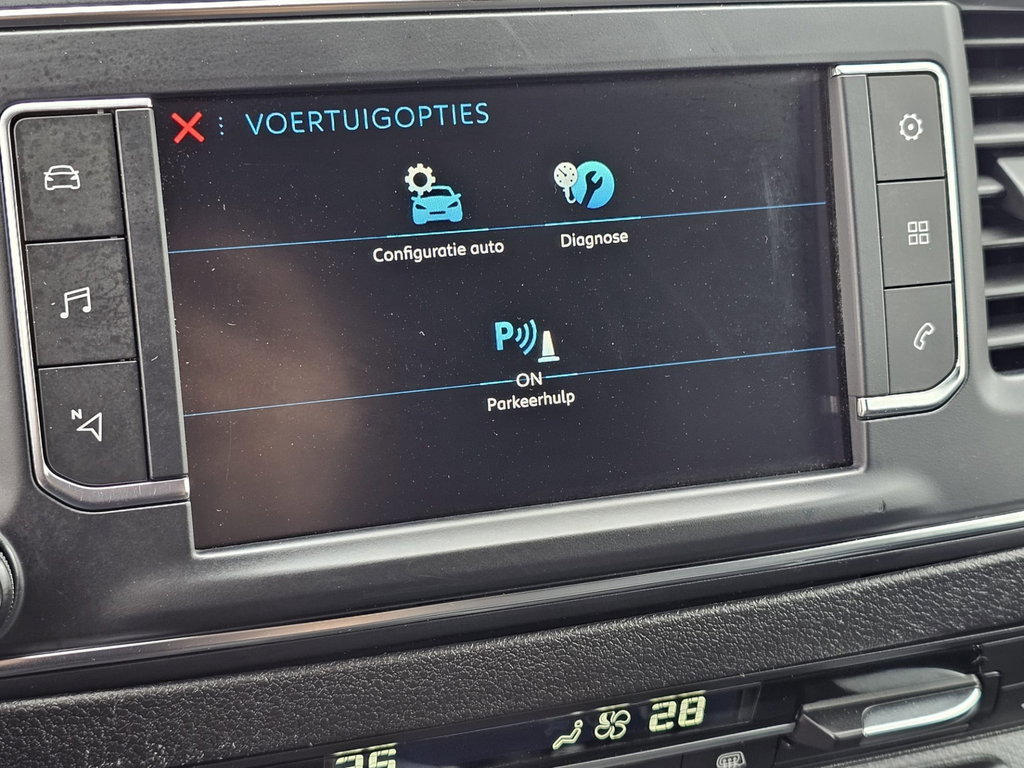 VOERTUIGOPTIES
Configuratie auto
Diagnose
P
ON
Parkeerhulp
N
28